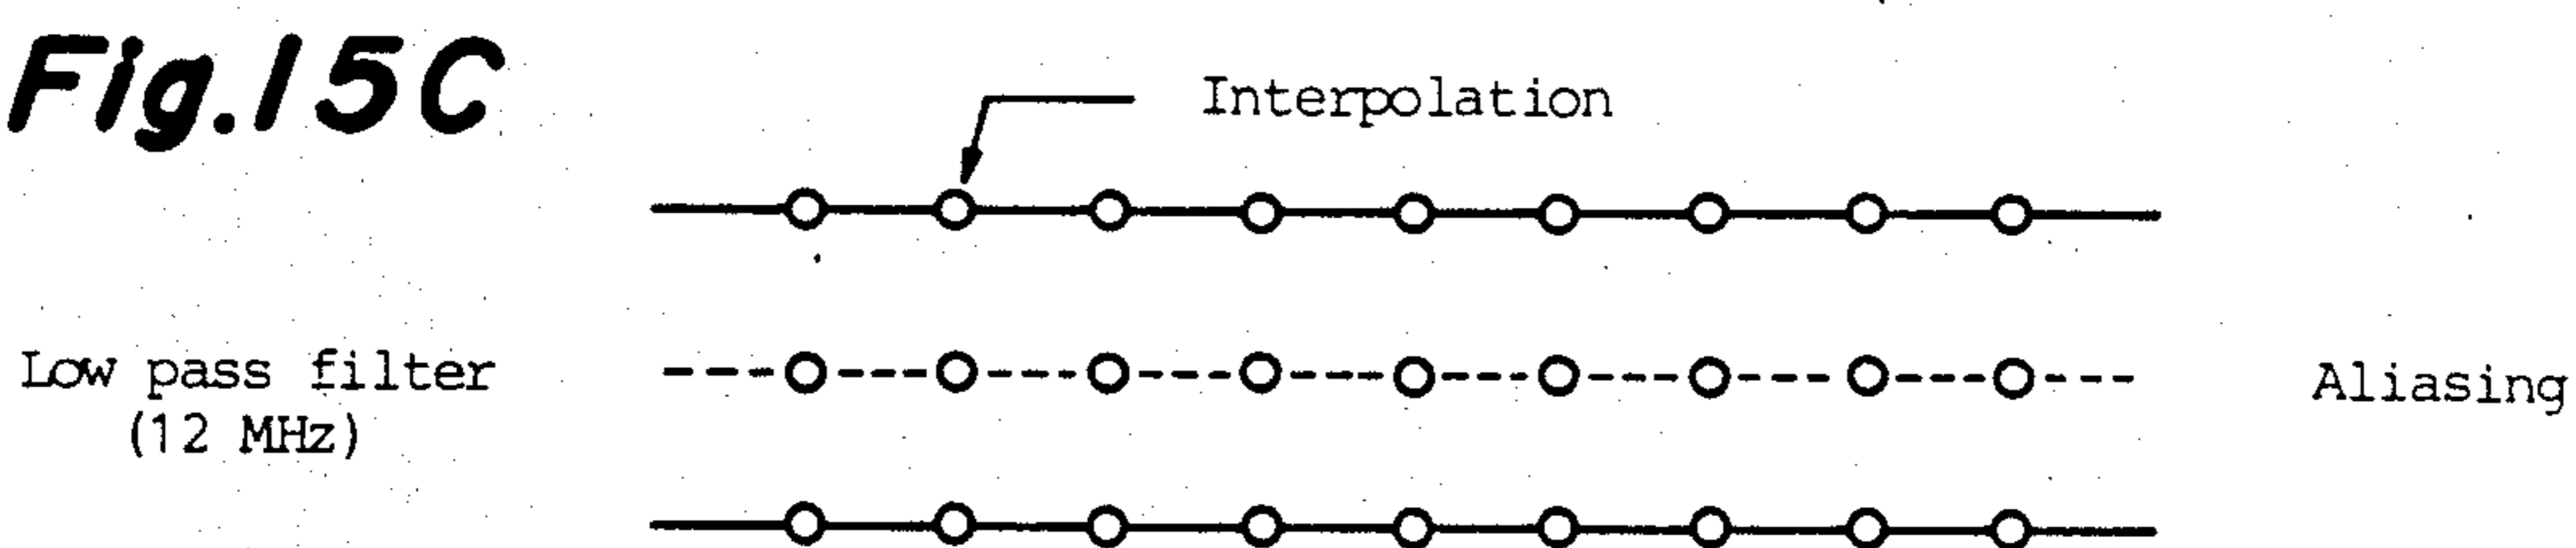 Fig.15C
Interpolation
Low pass filter
(12 MHz)
Aliasing